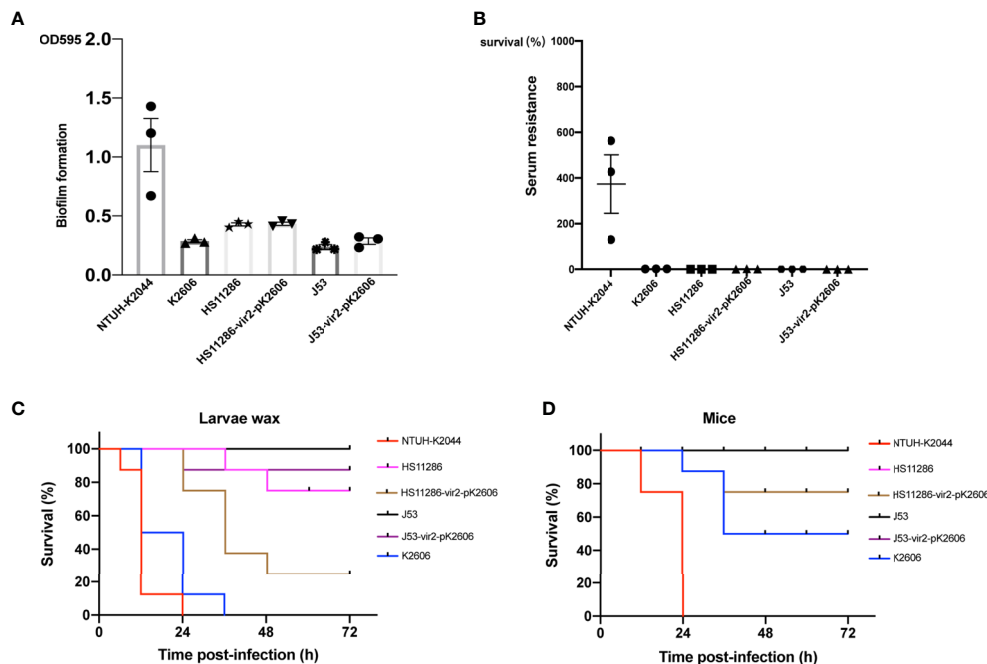 A
OD595
2.0
1.5
1.0
0.5
0.0
Biofilm formation
NTUH-K2044
K2606
HS11286
HS11286-vir2-pK2606
J53
J53-vir2-pK2606
B
survival (%)
1000
800
600
400
200
0
Serum resistance
NTUH-K2044
K2606
HS11286
HS11286-vir2-pK2606
J53
J53-vir2-pK2606
C
Larvae wax
100
80
60
40
20
0
Survival (%)
0 24 48 72
Time post-infection (h)
NTUH-K2044
HS11286
HS11286-vir2-pK2606
J53
J53-vir2-pK2606
K2606
D
Mice
100
80
60
40
20
0
Survival (%)
0 24 48 72
Time post-infection (h)
NTUH-K2044
HS11286
HS11286-vir2-pK2606
J53
J53-vir2-pK2606
K2606